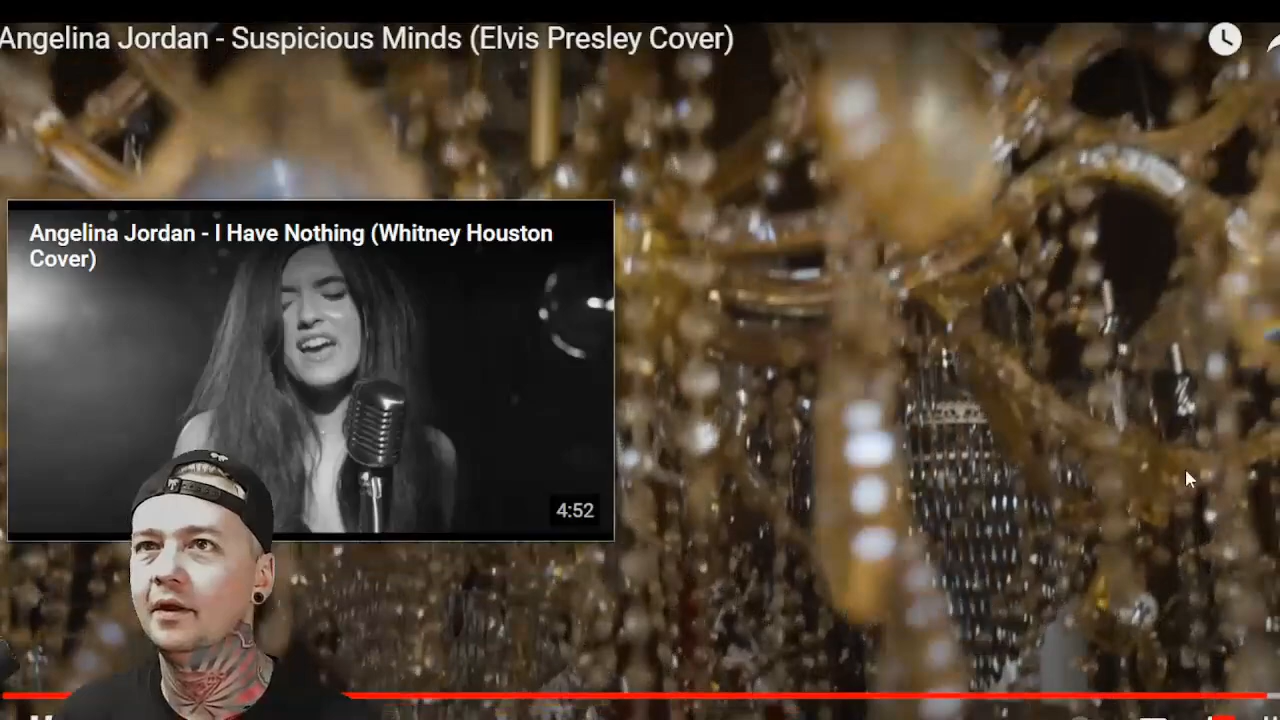 Angelina Jordan - Suspicious Minds (Elvis Presley Cover)
Angelina Jordan - I Have Nothing (Whitney Houston
Cover)
4:52